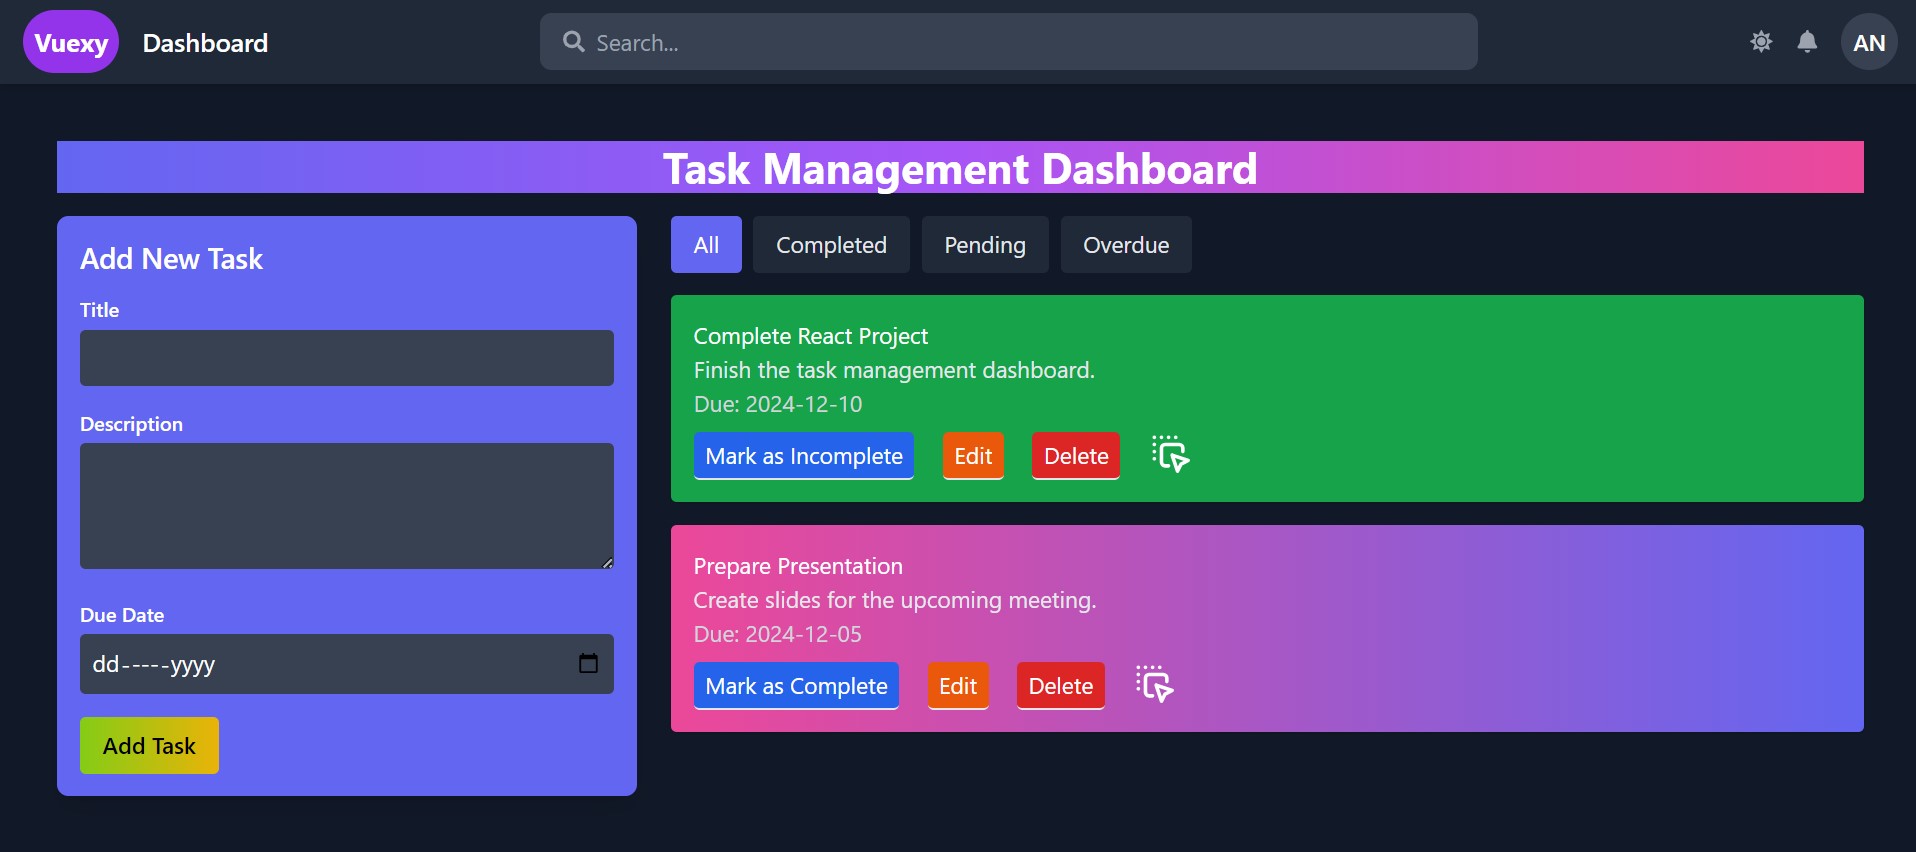 Vuexy Dashboard Search... AN
Task Management Dashboard
Add New Task
Title
Description
Due Date
dd-----yyyy
Add Task
All Completed Pending Overdue
Complete React Project
Finish the task management dashboard.
Due: 2024-12-10
Mark as Incomplete Edit Delete
Prepare Presentation
Create slides for the upcoming meeting.
Due: 2024-12-05
Mark as Complete Edit Delete